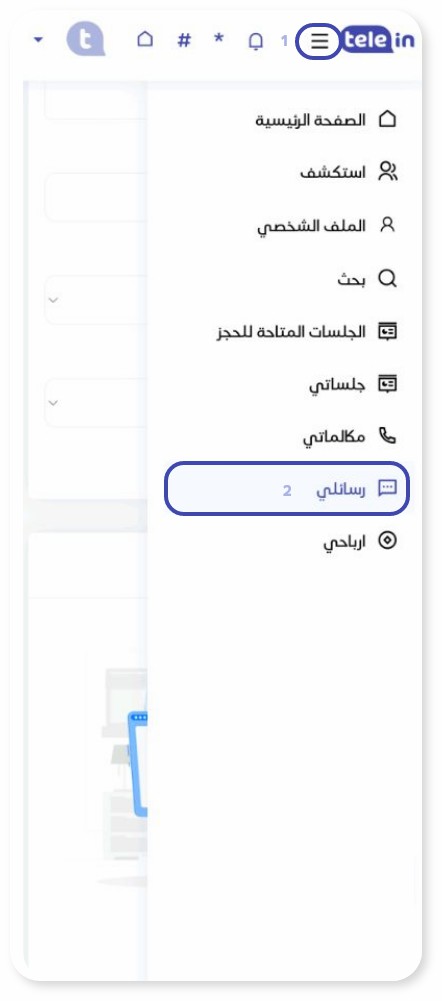 telein 1 * #
الصفحة الرئيسية
استكشف
الملف الشخصي
بحث
الجلسات المتاحة للحجز
جلساتي
مكالماتي
رسائلي 2
ارباحي